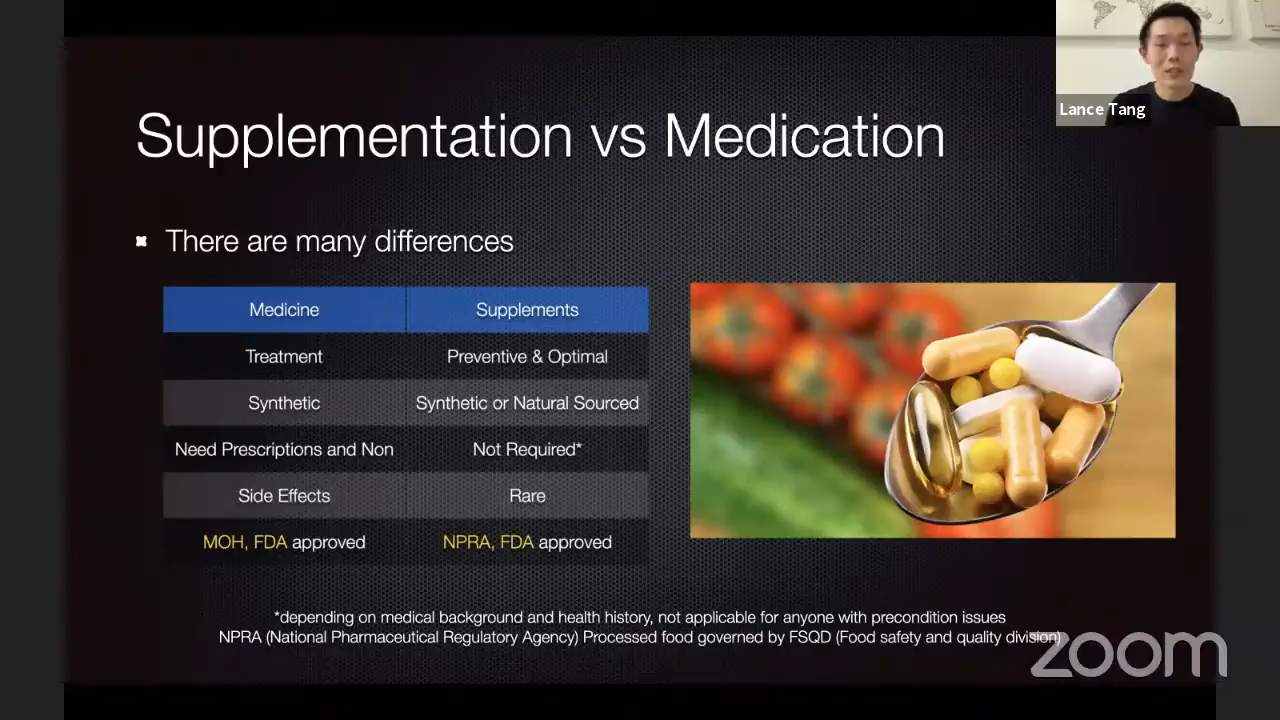 Lance Tang
Supplementation vs Medication
There are many differences
Medicine Supplements
Treatment Preventive & Optimal
Synthetic Synthetic or Natural Sourced
Need Prescriptions and Non Not Required*
Side Effects Rare
MOH, FDA approved NPRA, FDA approved
*depending on medical background and health history, not applicable for anyone with precondition issues
NPRA (National Pharmaceutical Regulatory Agency) Processed food governed by FSQD (Food safety and quality division)
zoom